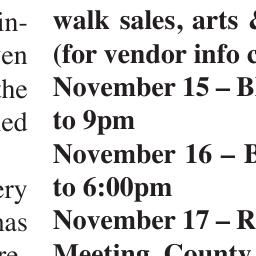 in-
en
the
ed
ery
has
re
walk sales, arts &
(for vendor info
November 15 –
to 9pm
November 16 –
to 6:00pm
November 17 –
Meeting, County